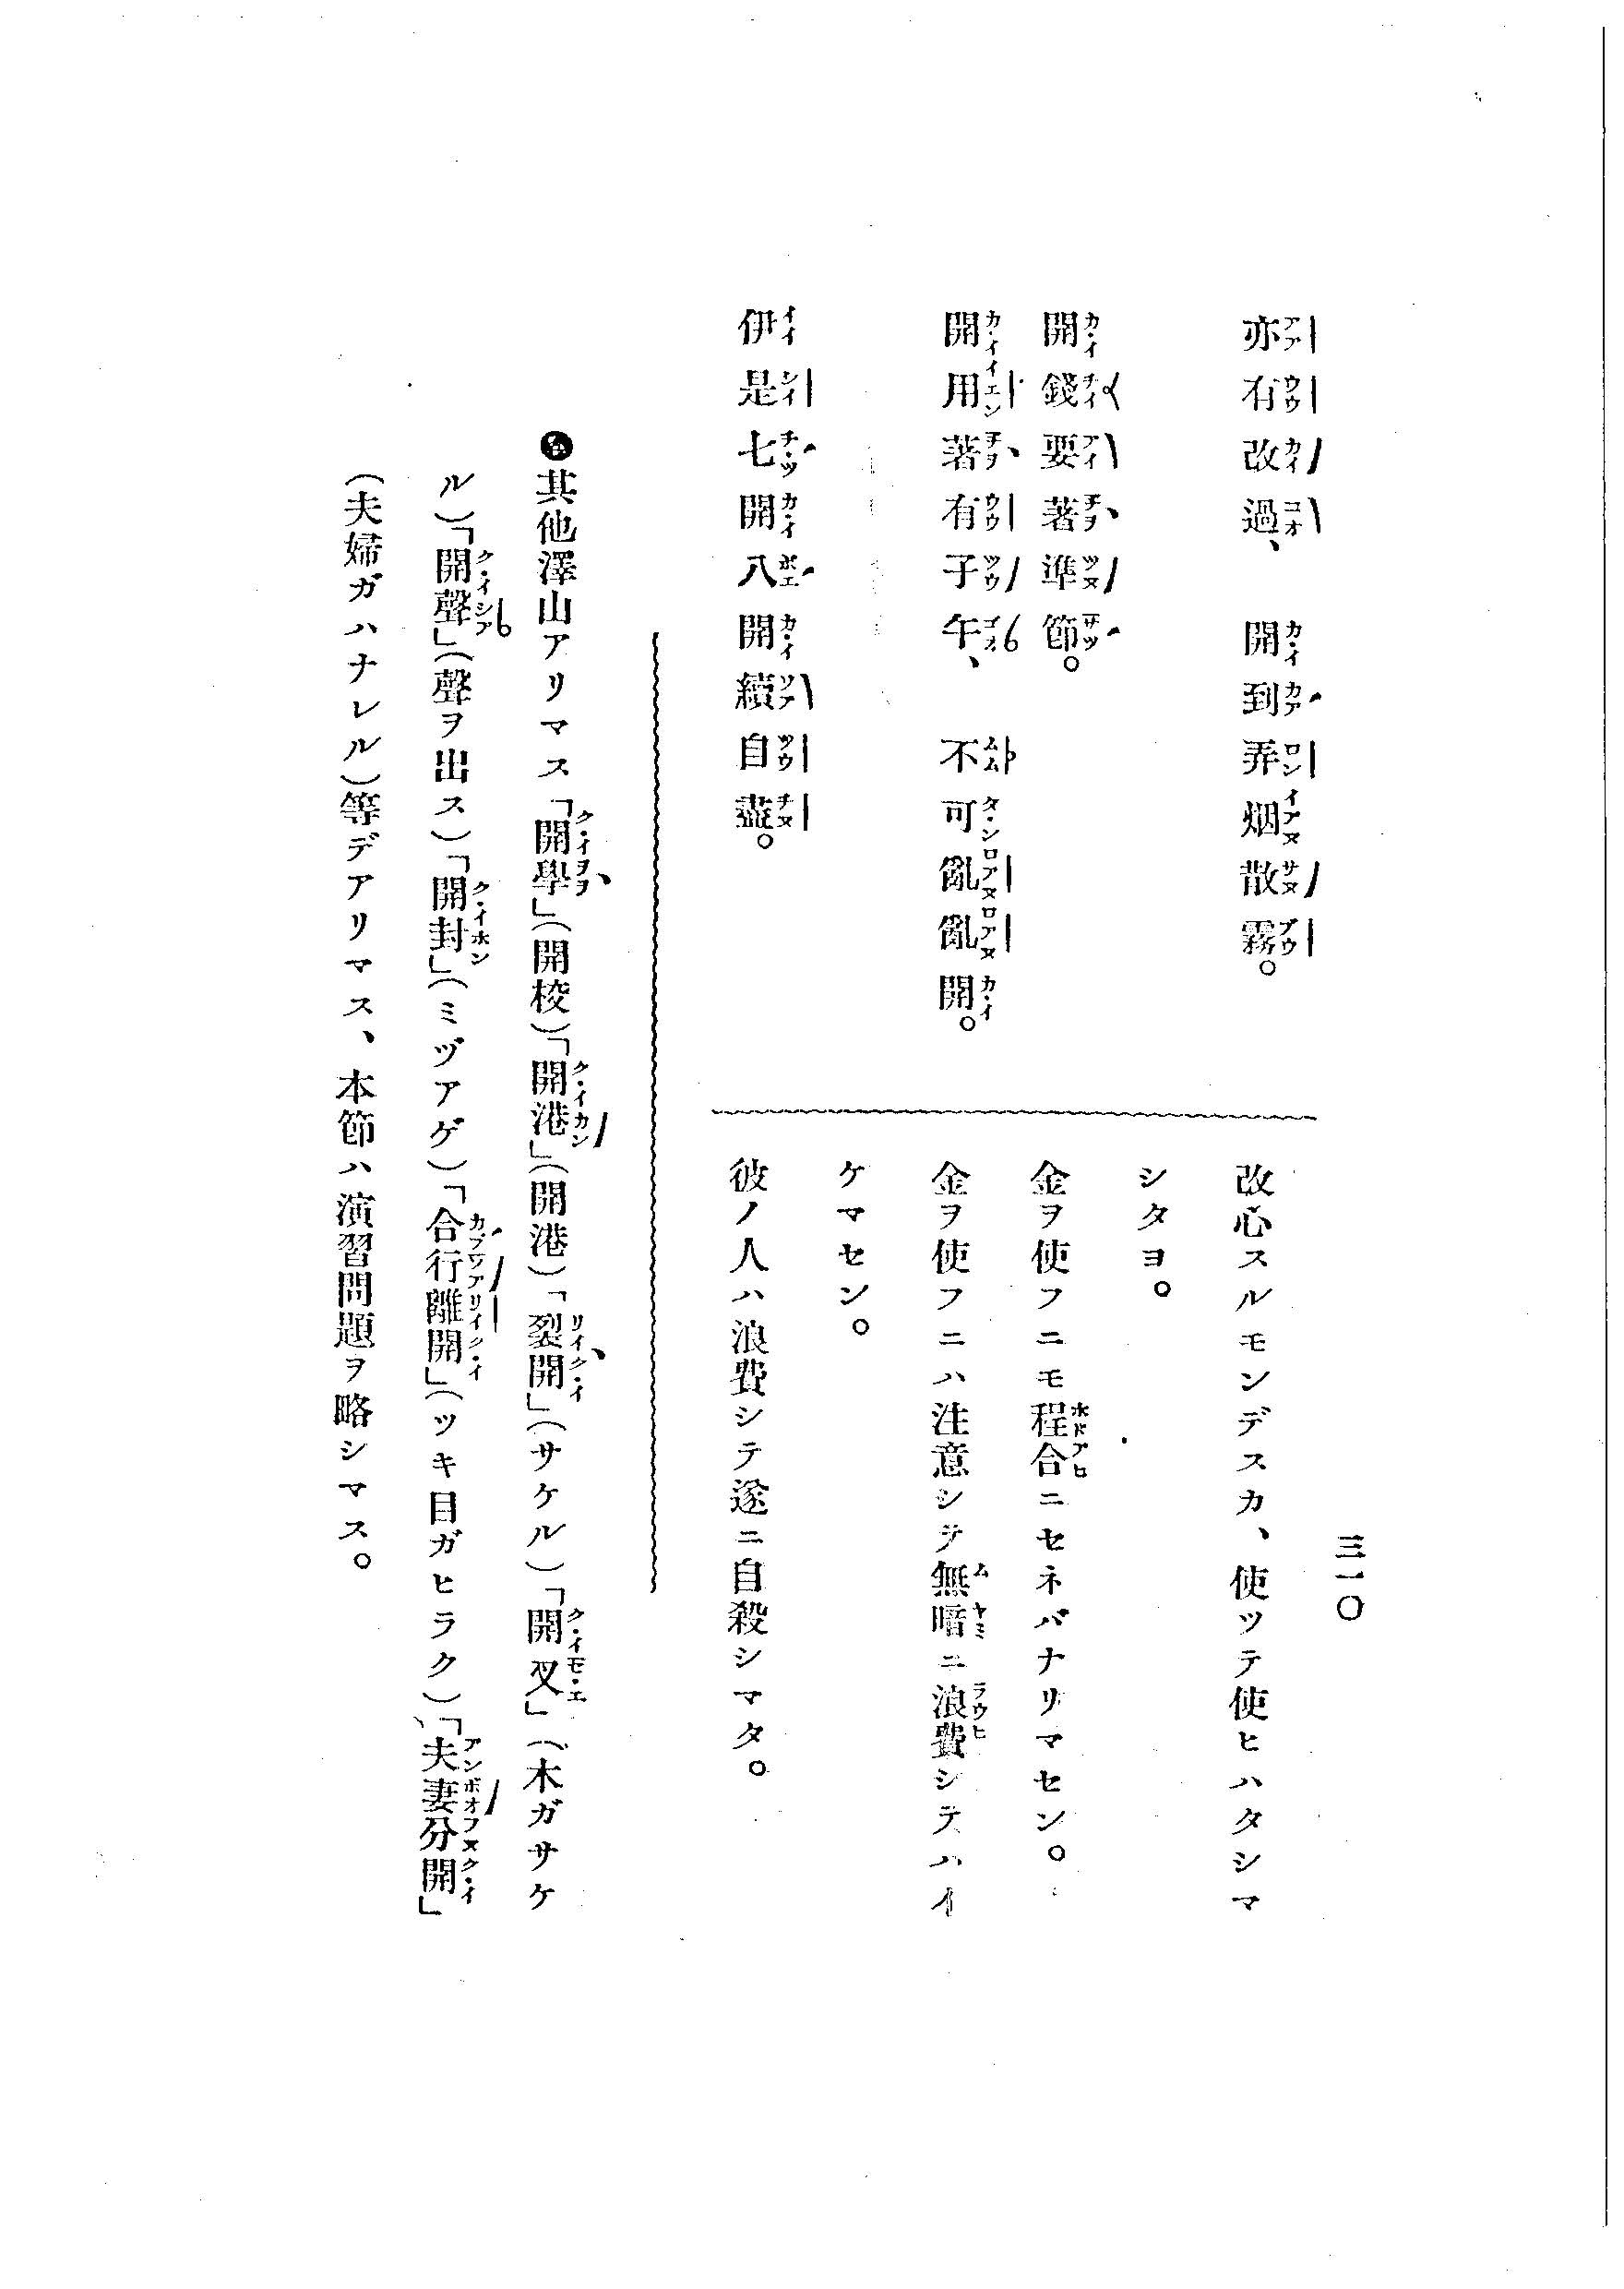 三一〇
亦有改過、開到弄烟散霧。
改心スルモンデスカ、使ツテ使ヒハタシマ
シタヨ。
開錢要著準節。
金ヲ使フニモ程合ニセネバナリマセン。
開用著有子午、不可亂亂開。
金ヲ使フニハ注意シテ無暗ニ浪費シテハイ
ケマセン。
伊是七開八開續自盡。
彼ノ人ハ浪費シテ遂ニ自殺シマタ。
其他澤山アリマス「開學」(開校)「開港」(開港)「裂開」(サケル)「開叉」(木ガサケ
ル)「開聲」(聲ヲ出ス)「開封」(ミヅアゲ)「合行離開」(ツキ目ガヒラク)「夫妻分開」
(夫婦ガハナレル)等デアリマス、本節ハ演習問題ヲ略シマス。